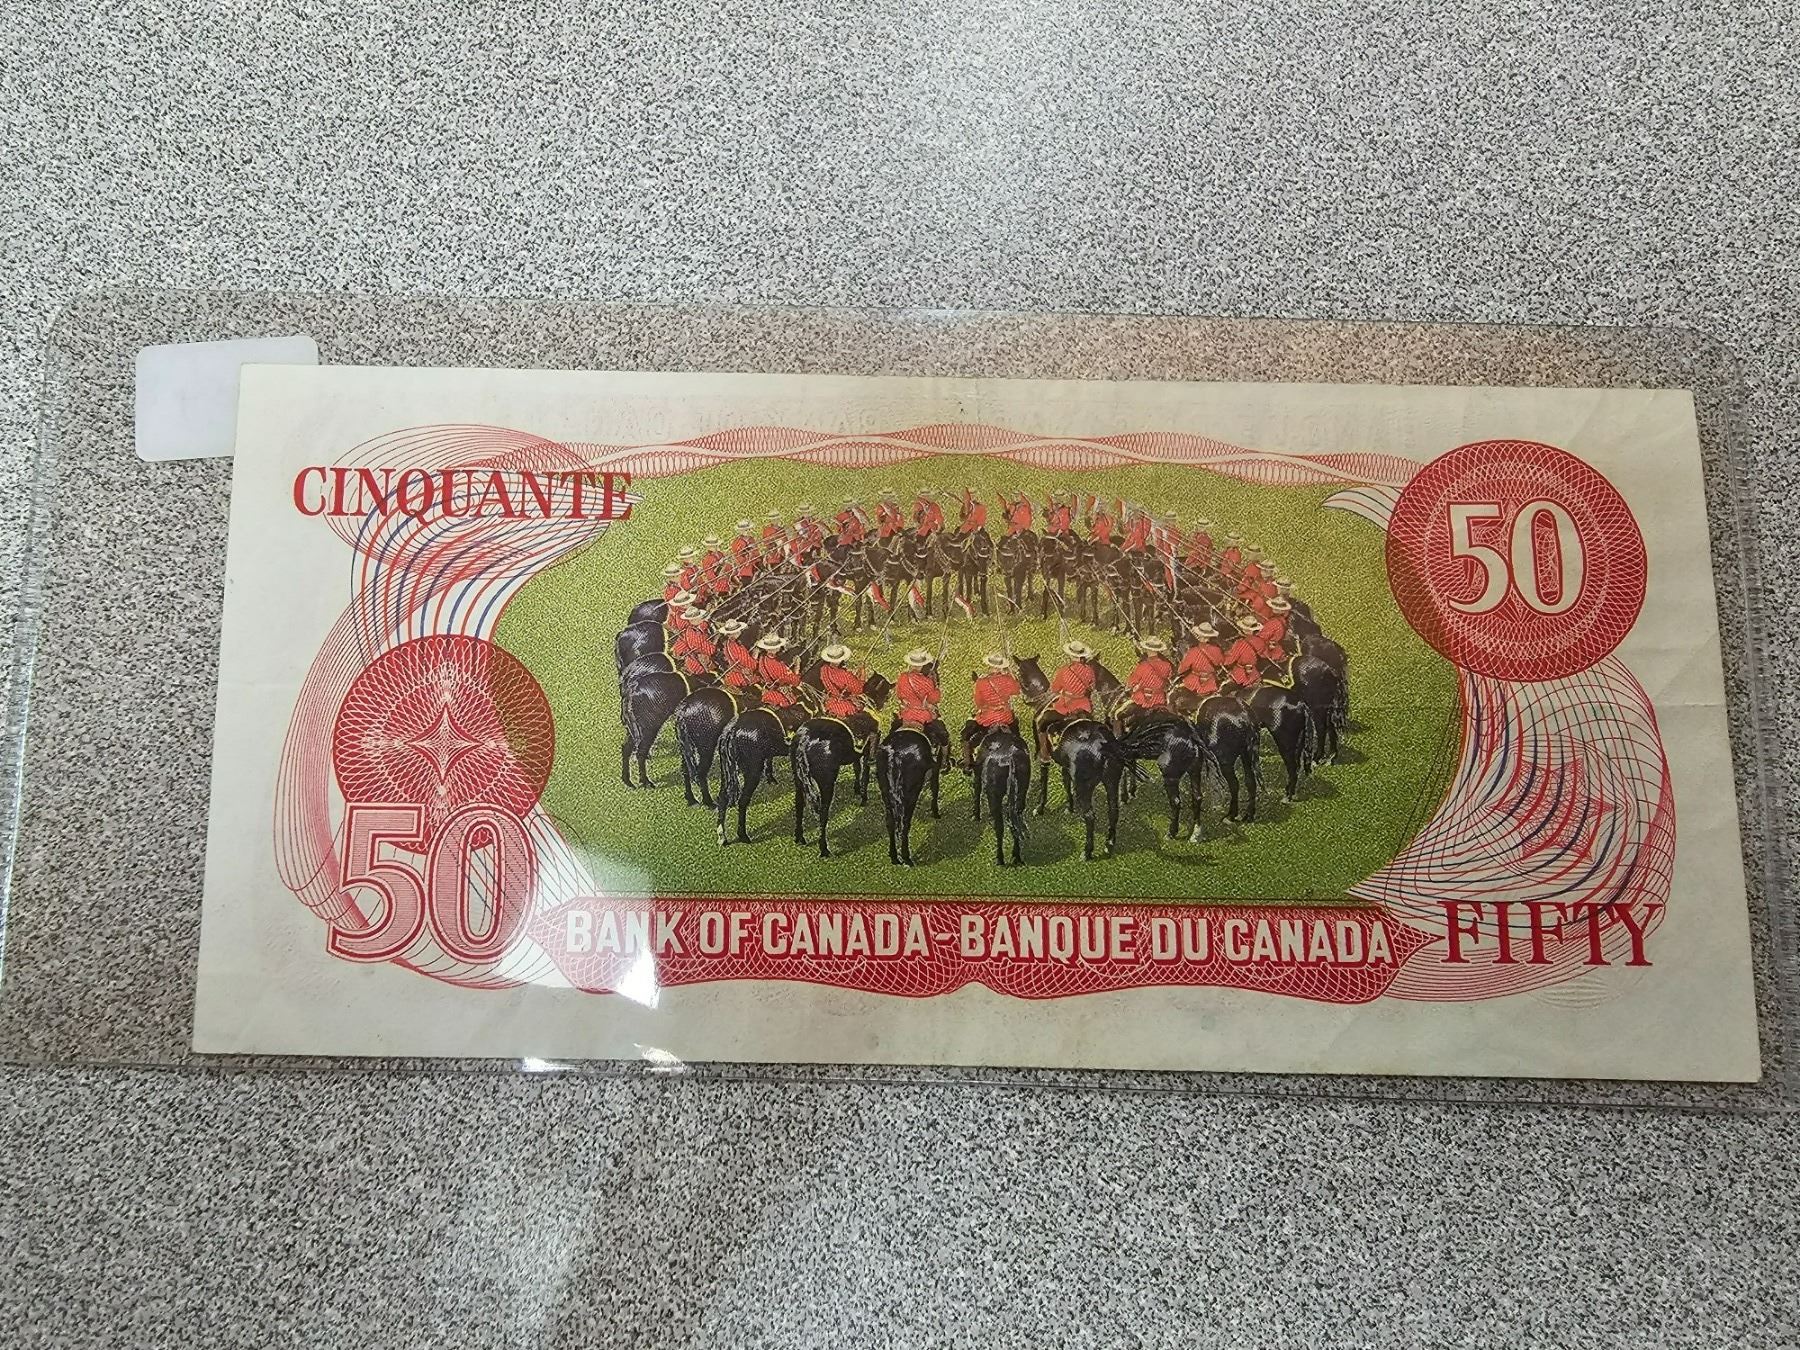 CINQUANTE
50
50
BANK OF CANADA-BANQUE DU CANADA
FIFTY